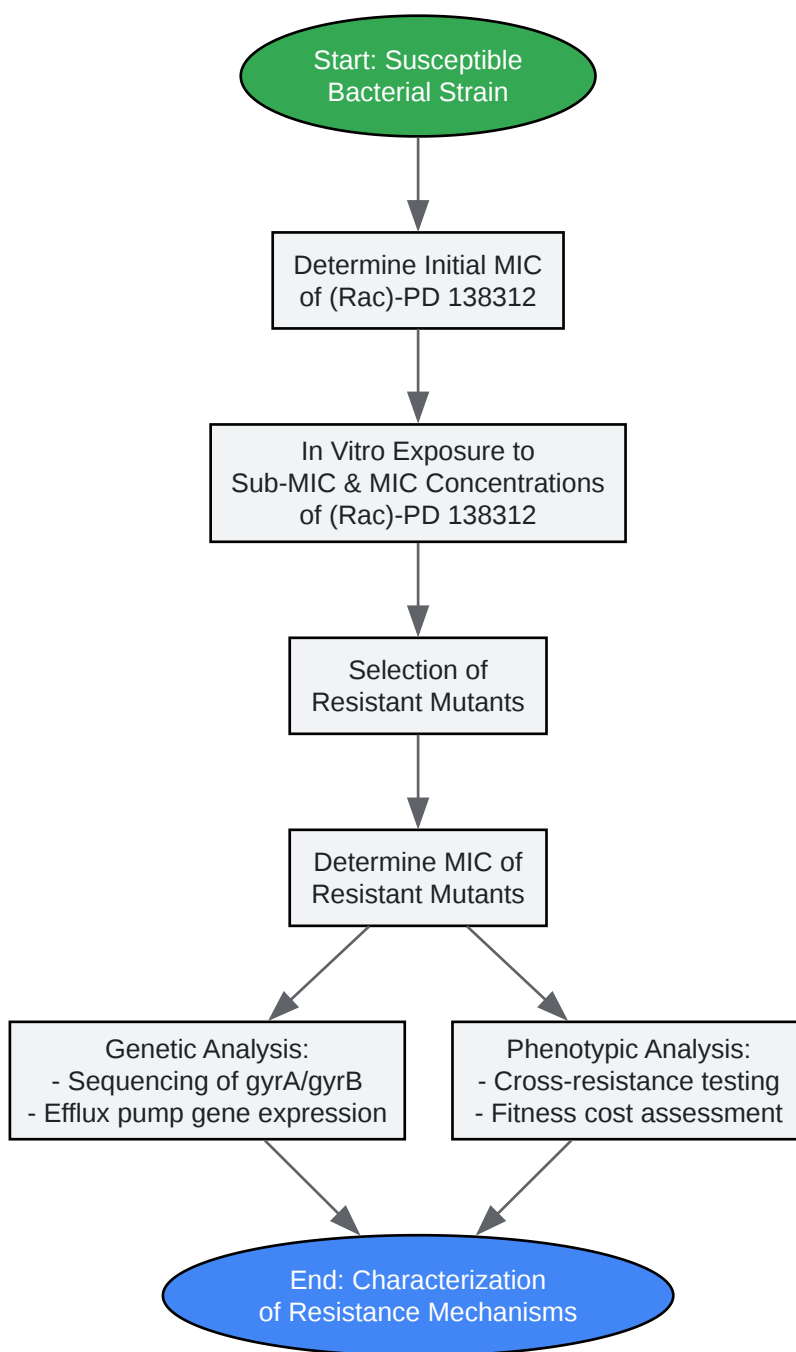 Start: Susceptible
Bacterial Strain
Determine Initial MIC
of (Rac)-PD 138312
In Vitro Exposure to
Sub-MIC & MIC Concentrations
of (Rac)-PD 138312
Selection of
Resistant Mutants
Determine MIC of
Resistant Mutants
Genetic Analysis:
- Sequencing of gyrA/gyrB
- Efflux pump gene expression
Phenotypic Analysis:
- Cross-resistance testing
- Fitness cost assessment
End: Characterization
of Resistance Mechanisms